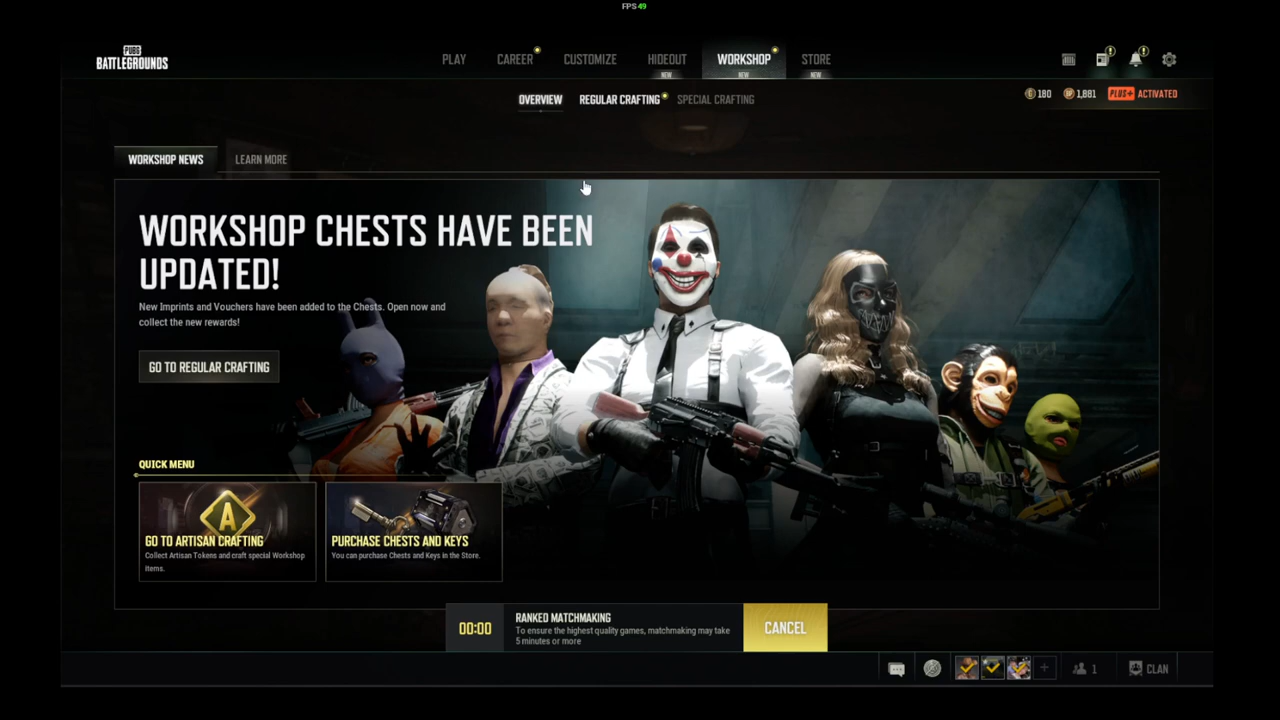 FPS 49
PUBG
BATTLEGROUNDS
PLAY
CAREER
CUSTOMIZE
HIDEOUT
NEW
WORKSHOP
NEW
STORE
NEW
OVERVIEW
REGULAR CRAFTING
SPECIAL CRAFTING
G 180
BP 1,881
PLUS+ ACTIVATED
WORKSHOP NEWS
LEARN MORE
WORKSHOP CHESTS HAVE BEEN
UPDATED!
New Imprints and Vouchers have been added to the Chests. Open now and
collect the new rewards!
GO TO REGULAR CRAFTING
QUICK MENU
A
GO TO ARTISAN CRAFTING
Collect Artisan Tokens and craft special Workshop
Items.
PURCHASE CHESTS AND KEYS
You can purchase Chests and Keys in the Store.
00:00
RANKED MATCHMAKING
To ensure the highest quality games, matchmaking may take
5 minutes or more
CANCEL
1
CLAN